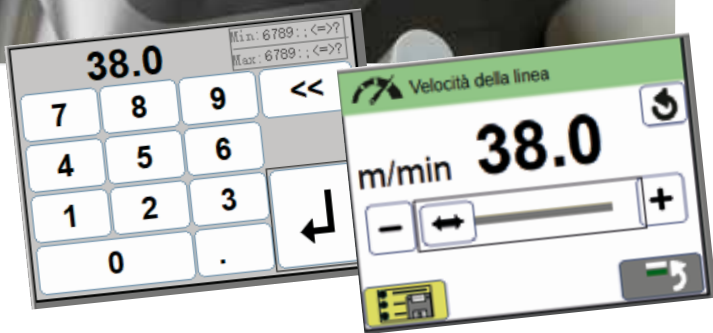 38.0
Min:6789:;<=>?
Max:6789:;<=>?
7 8 9 <<
4 5 6
1 2 3
0 .
Velocità della linea
m/min 38.0
- +